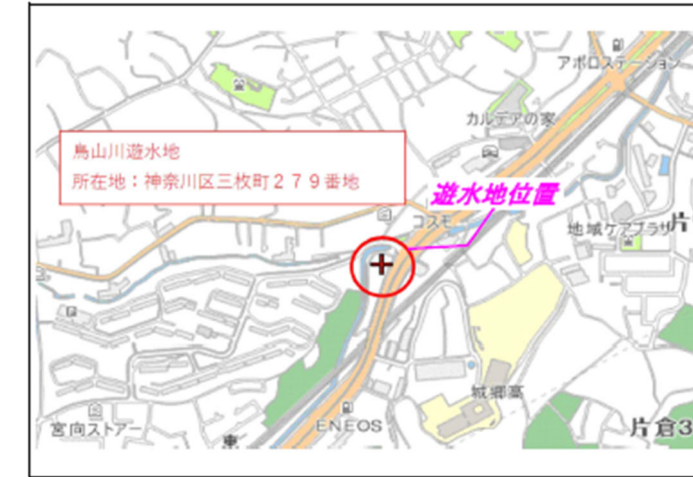 アポロステーション
カルデアの家
鳥山川遊水地
所在地：神奈川区三枚町２７９番地
遊水地位置
コスモ
地域ケアプラザ
片
城郷高
ENEOS
宮向ストアー
東
片倉3